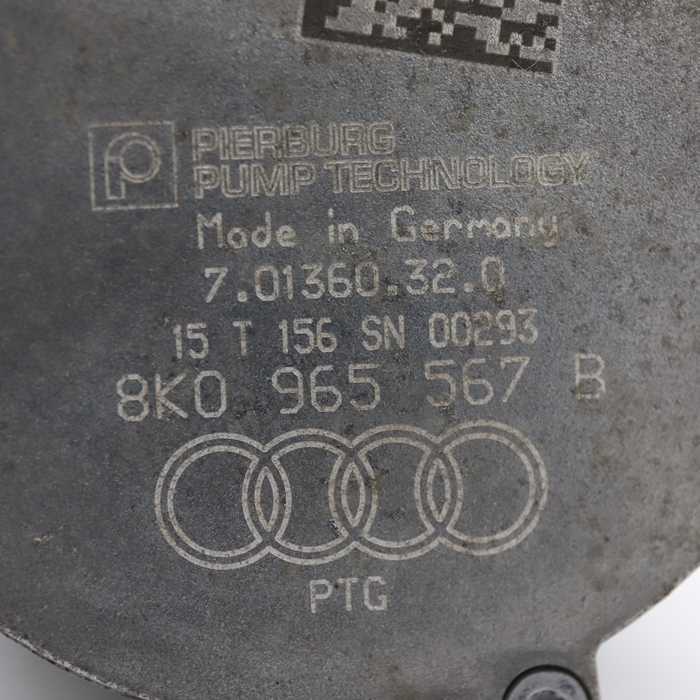 PIERBURG
PUMP TECHNOLOGY
Made in Germany
7.01360.32.0
15 T 156 SN 00293
8K0 965 567 B
PTG